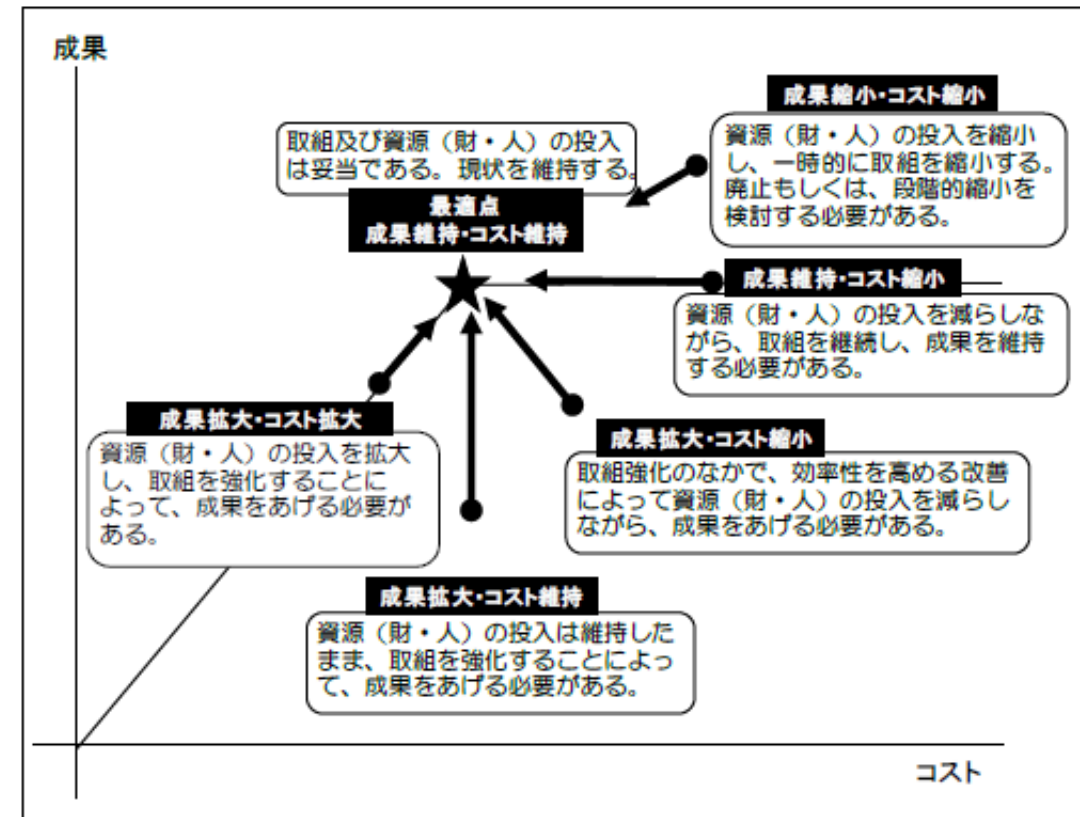 成果
成果縮小・コスト縮小
資源（財・人）の投入を縮小
し、一時的に取組を縮小する。
廃止もしくは、段階的縮小を
検討する必要がある。
取組及び資源（財・人）の投入
は妥当である。現状を維持する。
最適点
成果維持・コスト維持
成果維持・コスト縮小
資源（財・人）の投入を減らしな
がら、取組を継続し、成果を維持
する必要がある。
成果拡大・コスト拡大
資源（財・人）の投入を拡大
し、取組を強化することに
よって、成果をあげる必要が
ある。
成果拡大・コスト縮小
取組強化のなかで、効率性を高める改善
によって資源（財・人）の投入を減らし
ながら、成果をあげる必要がある。
成果拡大・コスト維持
資源（財・人）の投入は維持した
まま、取組を強化することによっ
て、成果をあげる必要がある。
コスト